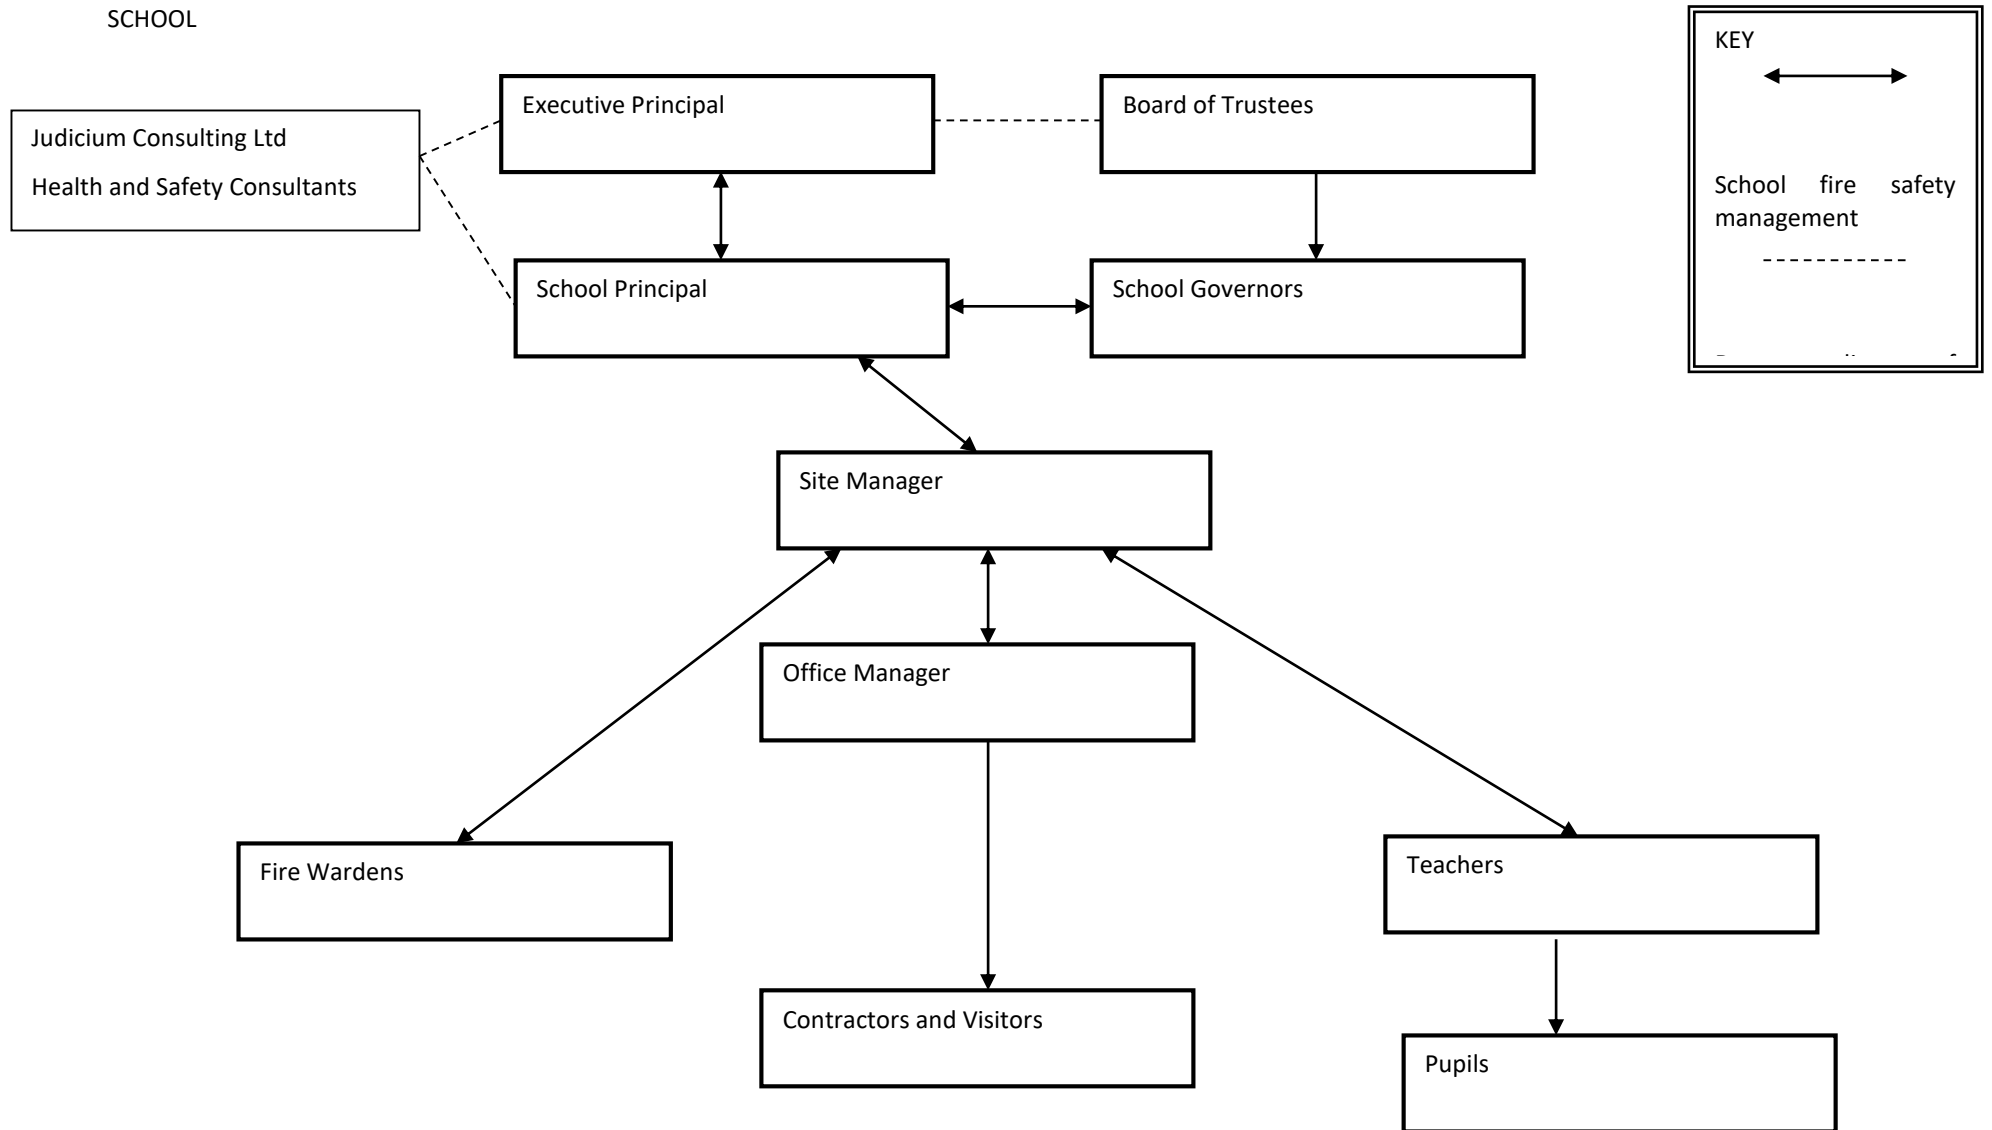 SCHOOL
KEY
Executive Principal
Board of Trustees
Judicium Consulting Ltd
Health and Safety Consultants
School fire safety
management
School Principal
School Governors
Site Manager
Office Manager
Fire Wardens
Teachers
Contractors and Visitors
Pupils